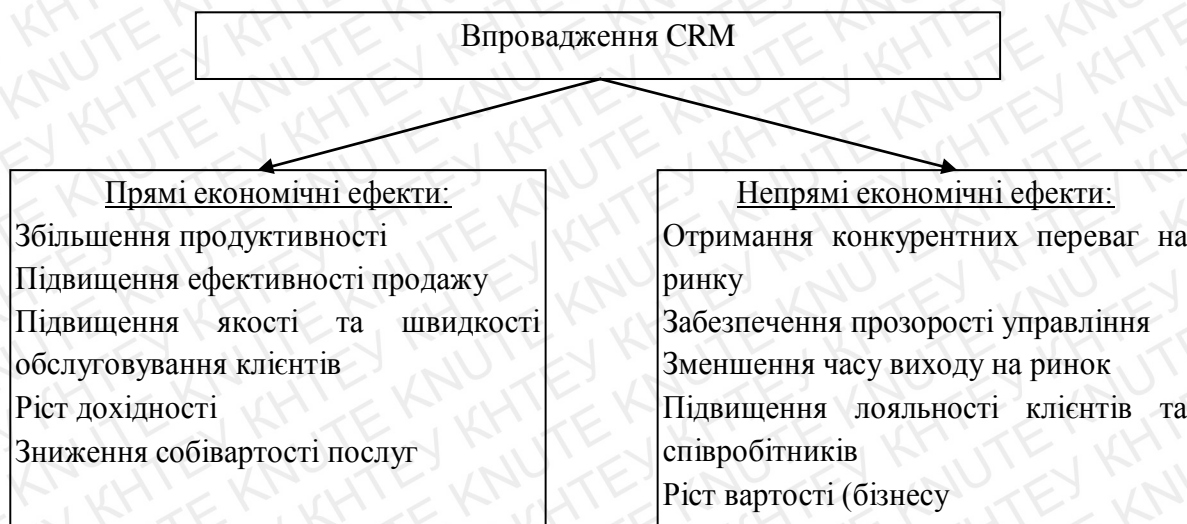 Впровадження CRM
Прямі економічні ефекти:
Збільшення продуктивності
Підвищення ефективності продажу
Підвищення якості та швидкості
обслуговування клієнтів
Ріст дохідності
Зниження собівартості послуг
Непрямі економічні ефекти:
Отримання конкурентних переваг на
ринку
Забезпечення прозорості управління
Зменшення часу виходу на ринок
Підвищення лояльності клієнтів та
співробітників
Ріст вартості (бізнесу